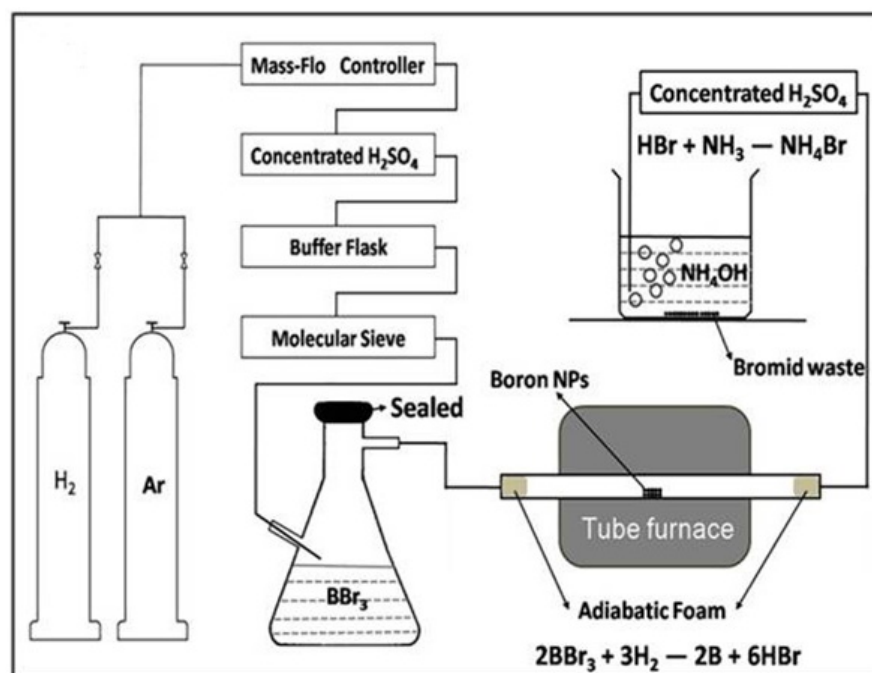 Mass-Flo Controller
Concentrated H₂SO₄
Buffer Flask
Molecular Sieve
H₂
Ar
Sealed
BBr₃
Concentrated H₂SO₄
HBr + NH₃ — NH₄Br
NH₄OH
Bromid waste
Boron NPs
Tube furnace
Adiabatic Foam
2BBr₃ + 3H₂ — 2B + 6HBr